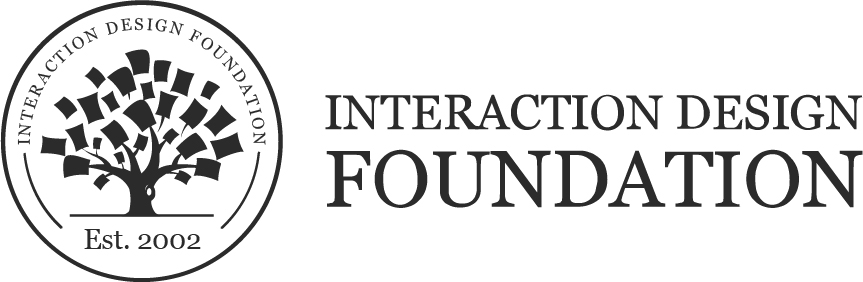 INTERACTION DESIGN FOUNDATION
Est. 2002
INTERACTION DESIGN
FOUNDATION